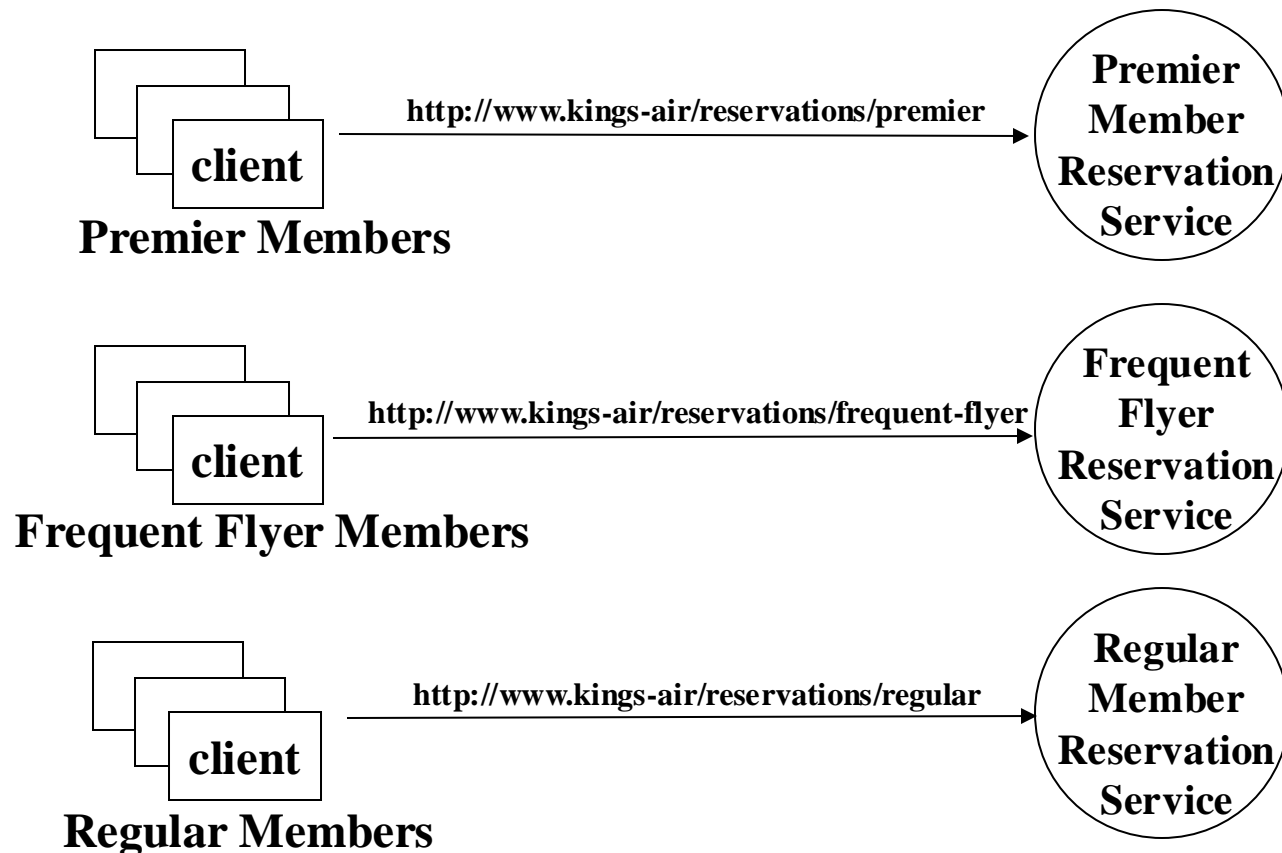 http://www.kings-air/reservations/premier
client
Premier Members
Premier
Member
Reservation
Service
http://www.kings-air/reservations/frequent-flyer
client
Frequent Flyer Members
Frequent
Flyer
Reservation
Service
http://www.kings-air/reservations/regular
client
Regular Members
Regular
Member
Reservation
Service